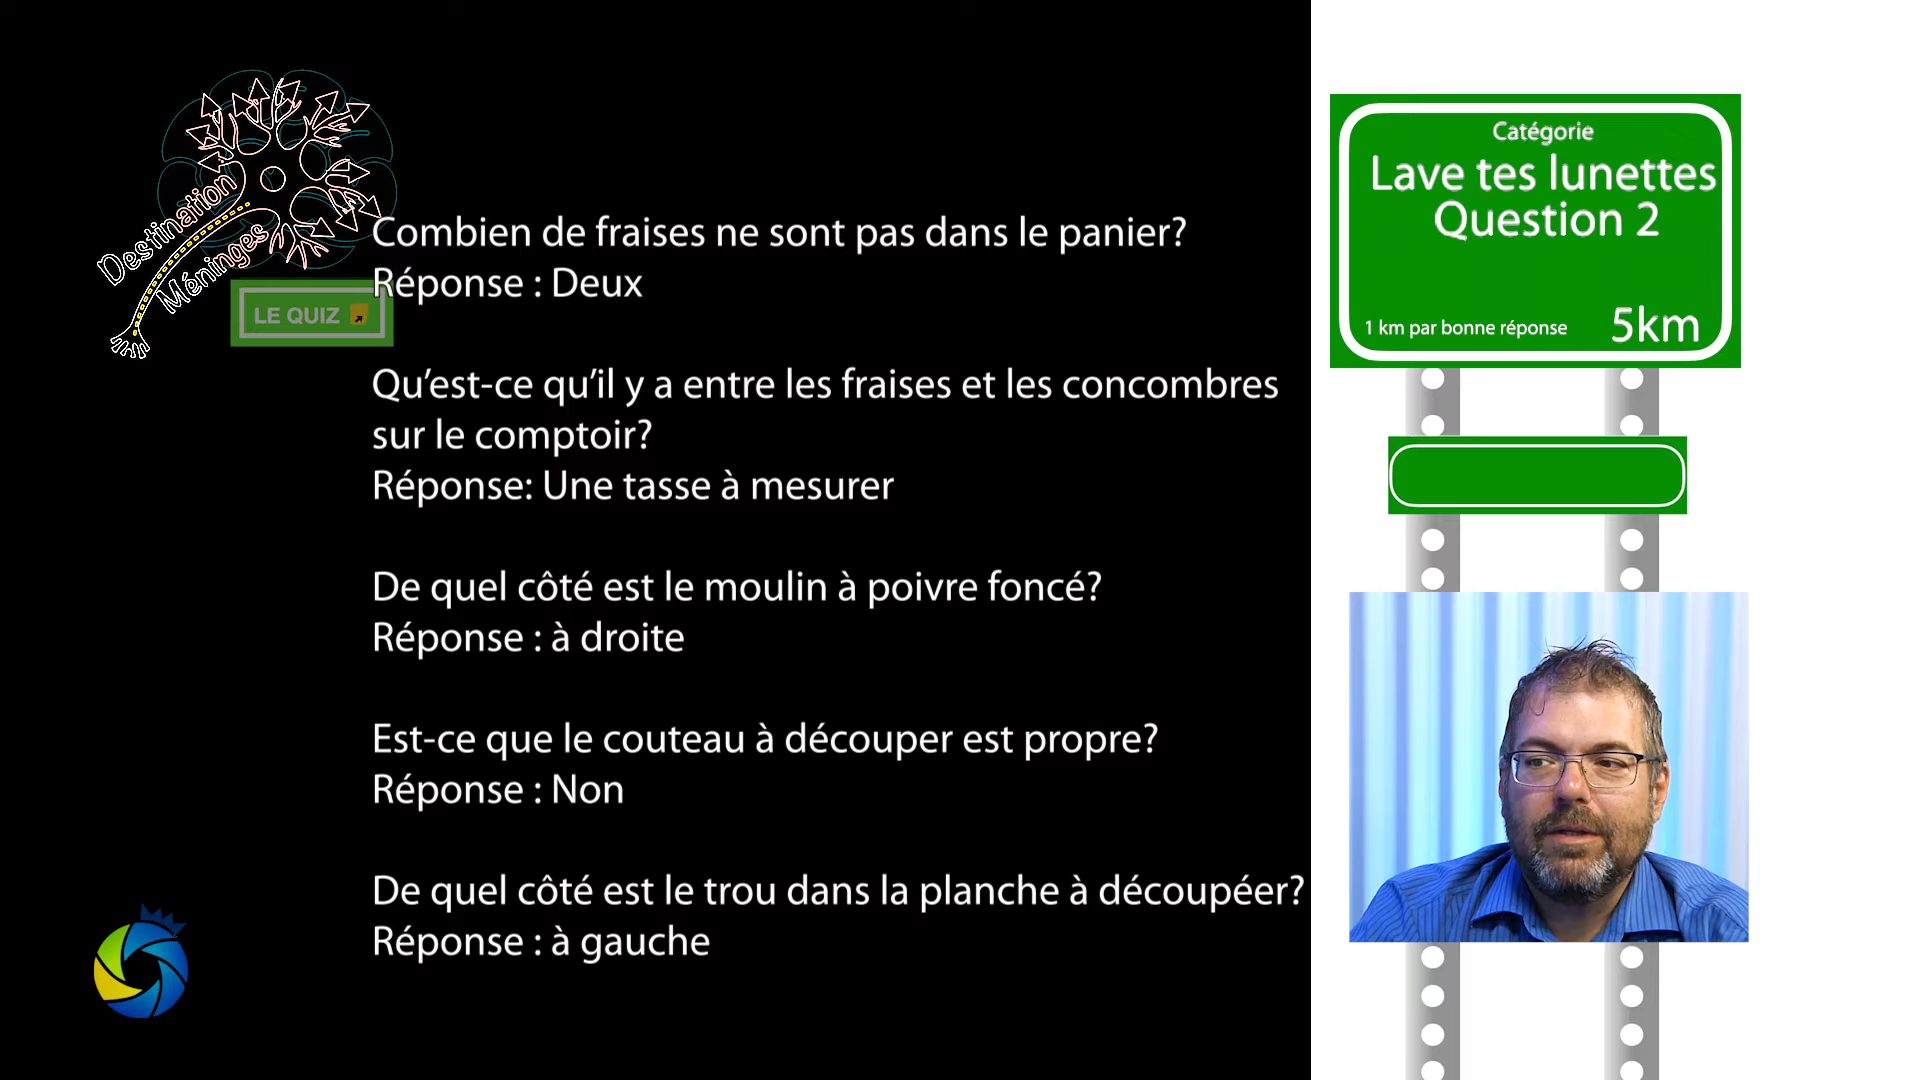 Destination
Méninges
LE QUIZ
Combien de fraises ne sont pas dans le panier?
Réponse : Deux
Qu’est-ce qu’il y a entre les fraises et les concombres
sur le comptoir?
Réponse: Une tasse à mesurer
De quel côté est le moulin à poivre foncé?
Réponse : à droite
Est-ce que le couteau à découper est propre?
Réponse : Non
De quel côté est le trou dans la planche à découpéer?
Réponse : à gauche
Catégorie
Lave tes lunettes
Question 2
1 km par bonne réponse
5km